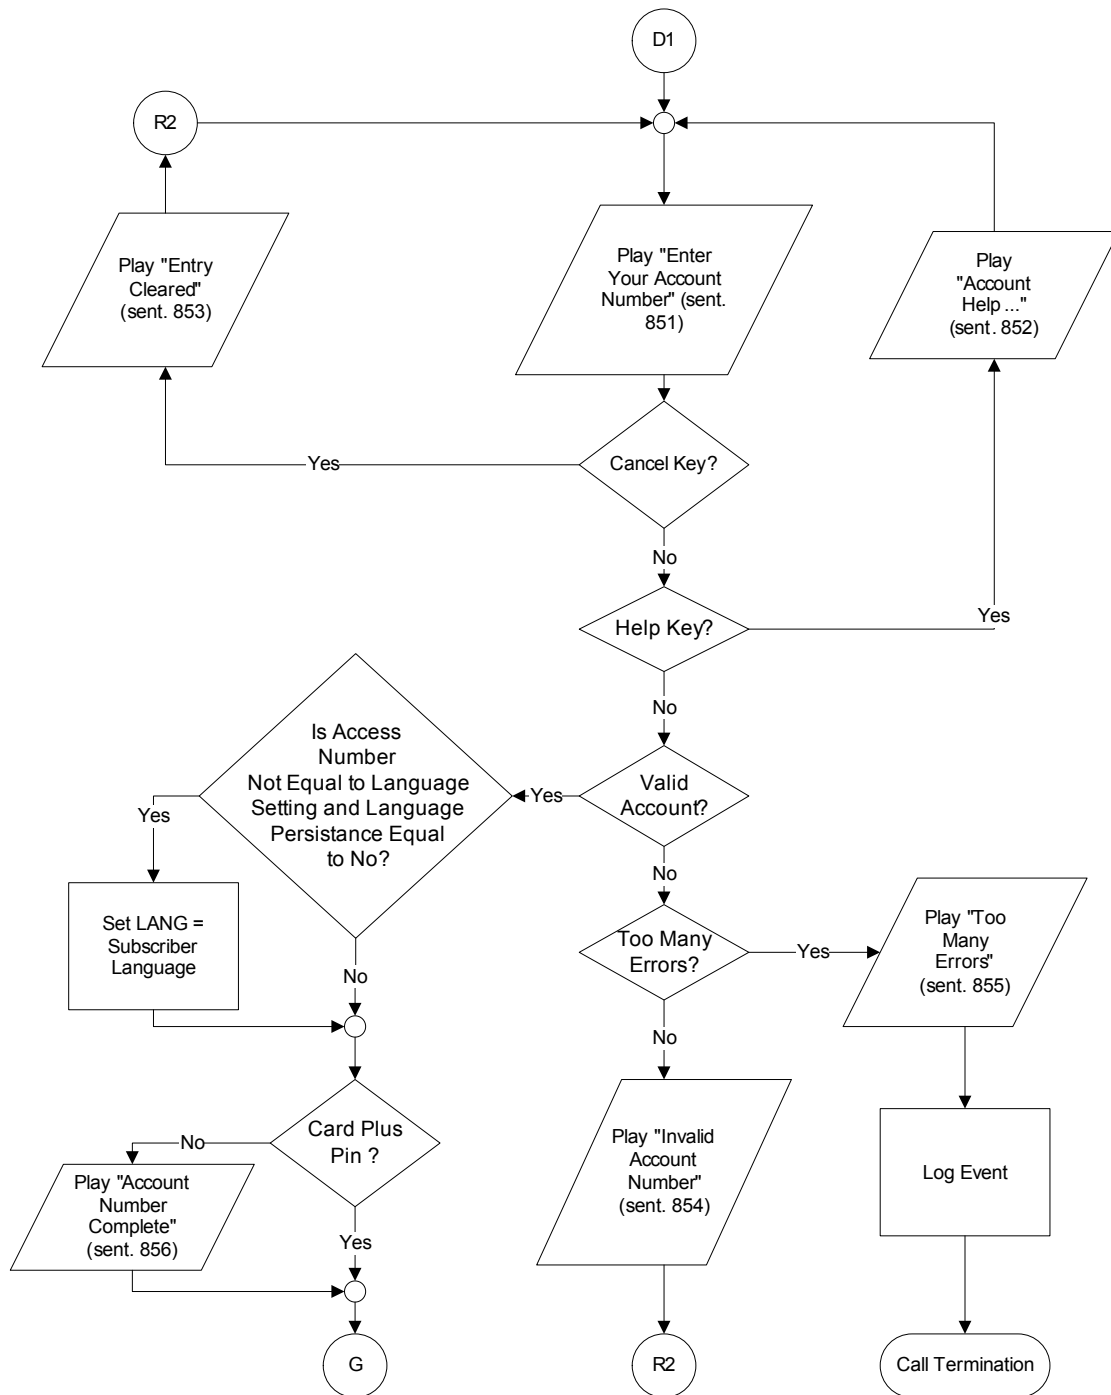 D1
R2
Play "Entry
Cleared"
(sent. 853)
Play "Enter
Your Account
Number" (sent.
851)
Play
"Account
Help ..."
(sent. 852)
Yes
Cancel Key?
No
Help Key?
Yes
No
Is Access
Number
Not Equal to Language
Setting and Language
Persistance Equal
to No?
Yes
Yes
Valid
Account?
No
Set LANG =
Subscriber
Language
No
Too Many
Errors?
Yes
Play "Too
Many
Errors"
(sent. 855)
No
Card Plus
Pin ?
No
Play "Account
Number
Complete"
(sent. 856)
Yes
Play "Invalid
Account
Number"
(sent. 854)
Log Event
G
R2
Call Termination